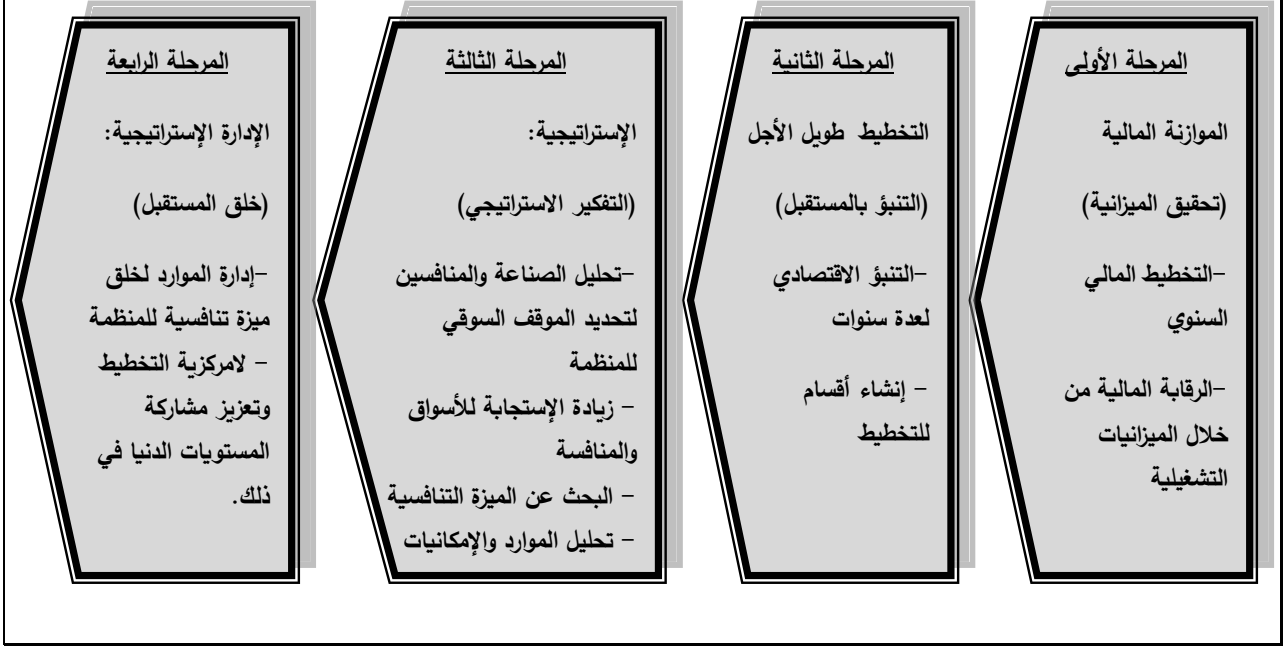 المرحلة الأولى
الموازنة المالية
(تحقيق الميزانية)
-التخطيط المالي
السنوي
-الرقابة المالية من
خلال الميزانيات
التشغيلية
المرحلة الثانية
التخطيط طويل الأجل
(التنبؤ بالمستقبل)
-التنبؤ الاقتصادي
لعدة سنوات
- إنشاء أقسام
للتخطيط
المرحلة الثالثة
الإستراتيجية:
(التفكير الاستراتيجي)
-تحليل الصناعة والمنافسين
لتحديد الموقف السوقي
للمنظمة
- زيادة الإستجابة للأسواق
والمنافسة
- البحث عن الميزة التنافسية
- تحليل الموارد والإمكانيات
المرحلة الرابعة
الإدارة الإستراتيجية:
(خلق المستقبل)
-إدارة الموارد لخلق
ميزة تنافسية للمنظمة
- لامركزية التخطيط
وتعزيز مشاركة
المستويات الدنيا في
ذلك.